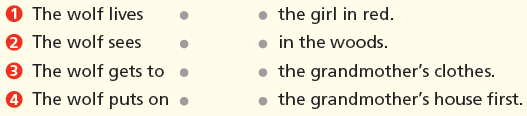 1 The wolf lives the girl in red.
2 The wolf sees in the woods.
3 The wolf gets to the grandmother's clothes.
4 The wolf puts on the grandmother's house first.